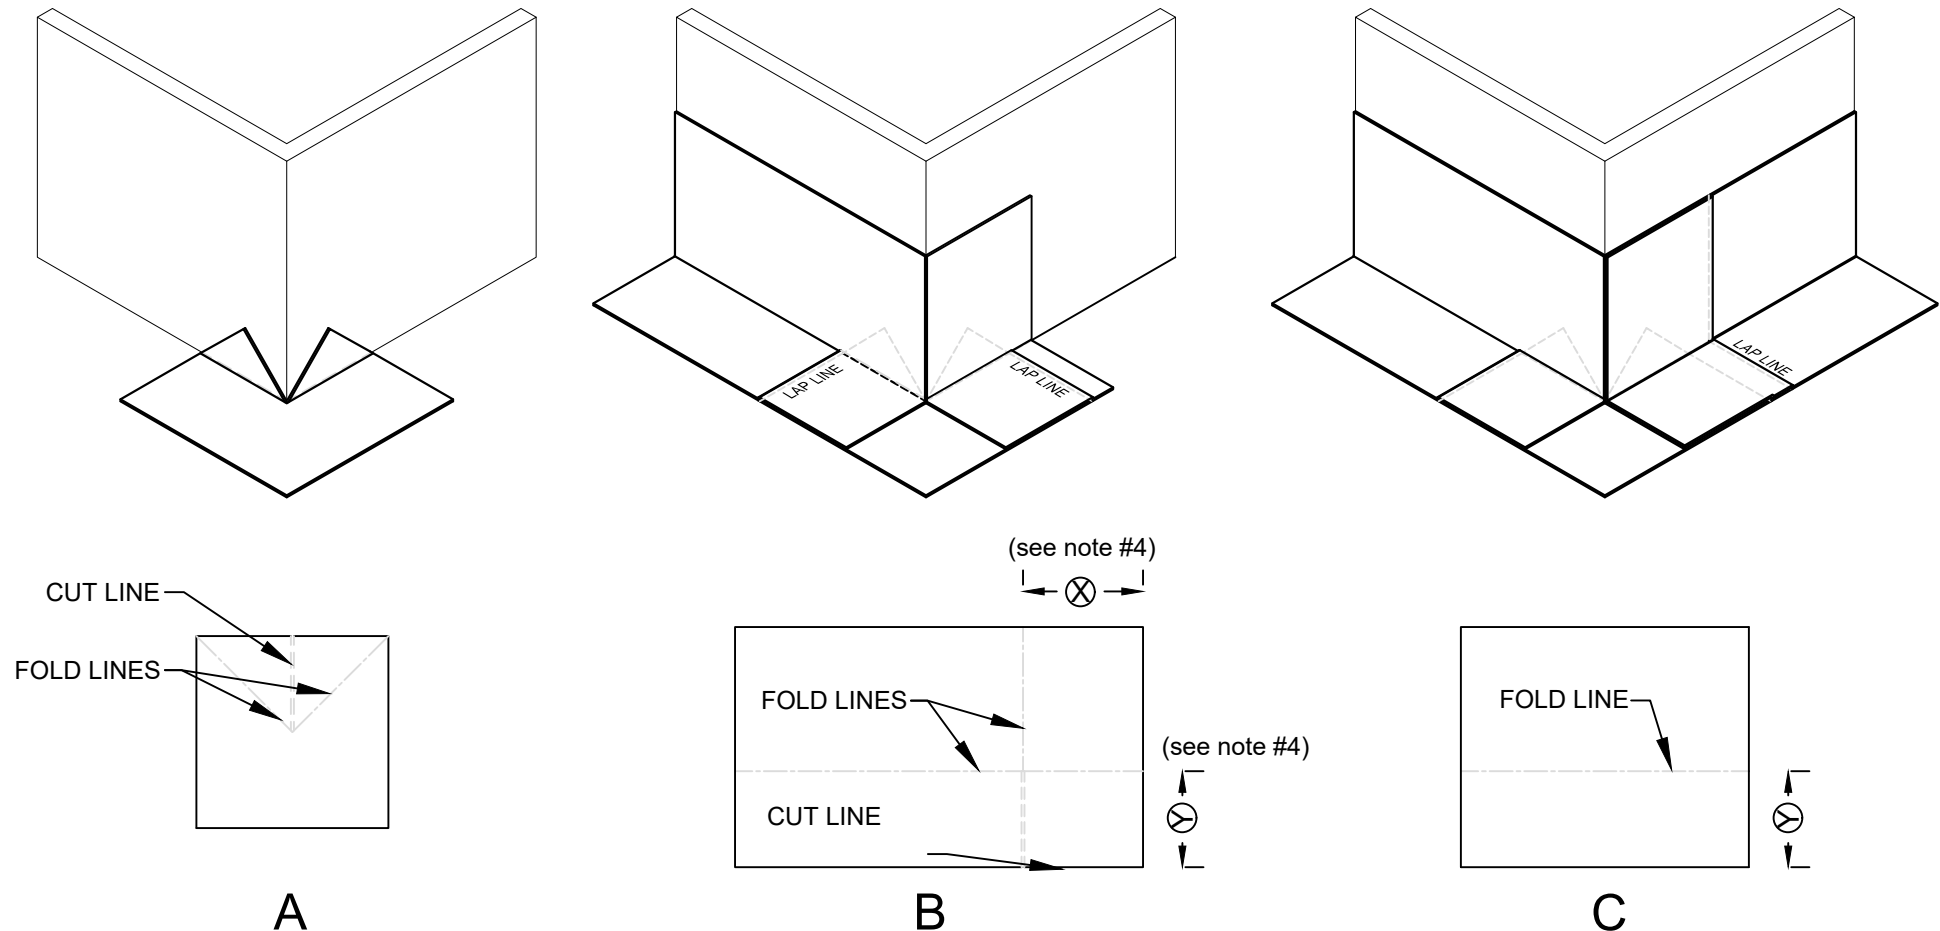 LAP LINE
LAP LINE
LAP LINE
(see note #4)
CUT LINE
X
FOLD LINES
FOLD LINES
FOLD LINE
(see note #4)
CUT LINE
Y
Y
A
B
C